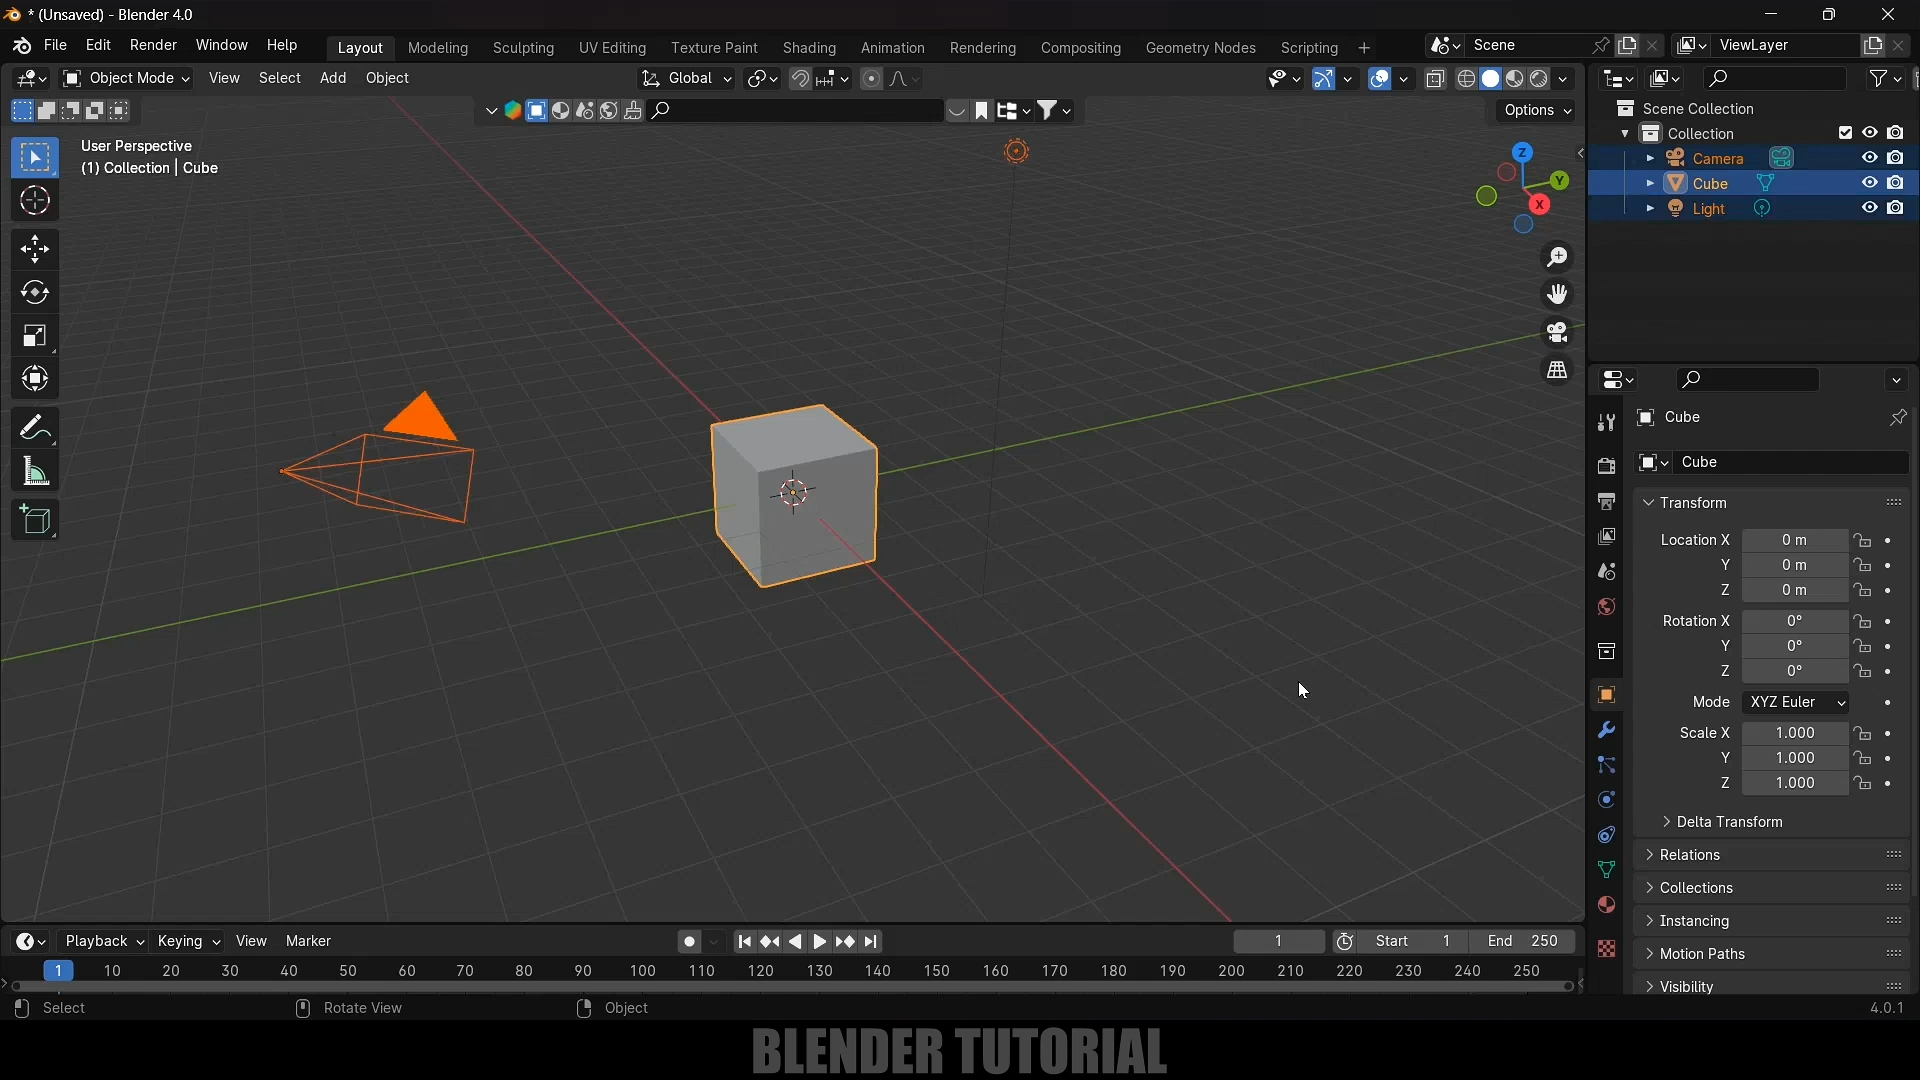 * (Unsaved) - Blender 4.0
File Edit Render Window Help Layout Modeling Sculpting UV Editing Texture Paint Shading Animation Rendering Compositing Geometry Nodes Scripting + Scene ViewLayer
Object Mode View Select Add Object Global
Options
User Perspective
(1) Collection | Cube
Z
Y
X
Scene Collection
Collection
Camera
Cube
Light
Cube
Cube
Transform
Location X 0 m
Y 0 m
Z 0 m
Rotation X 0°
Y 0°
Z 0°
Mode XYZ Euler
Scale X 1.000
Y 1.000
Z 1.000
Delta Transform
Relations
Collections
Instancing
Motion Paths
Visibility
Playback Keying View Marker 1 Start 1 End 250
1 10 20 30 40 50 60 70 80 90 100 110 120 130 140 150 160 170 180 190 200 210 220 230 240 250
Select Rotate View Object 4.0.1
BLENDER TUTORIAL